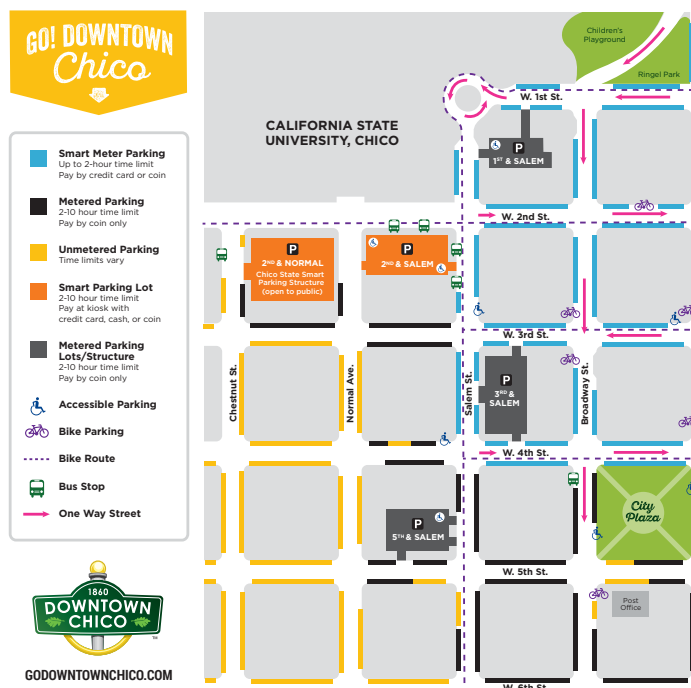 GO! DOWNTOWN
Chico
Smart Meter Parking
Up to 2-hour time limit
Pay by credit card or coin
Metered Parking
2-10 hour time limit
Pay by coin only
Unmetered Parking
Time limits vary
Smart Parking Lot
2-10 hour time limit
Pay at kiosk with
credit card, cash, or coin
Metered Parking
Lots/Structure
2-10 hour time limit
Pay by coin only
Accessible Parking
Bike Parking
Bike Route
Bus Stop
One Way Street
1860
DOWNTOWN
CHICO
GODOWNTOWNCHICO.COM
Children's
Playground
Ringel Park
W. 1st St.
CALIFORNIA STATE
UNIVERSITY, CHICO
P
1ST & SALEM
W. 2nd St.
P
2ND & NORMAL
Chico State Smart
Parking Structure
(open to public)
P
2ND & SALEM
W. 3rd St.
Chestnut St.
Normal Ave.
Salem St.
Broadway St.
P
3RD &
SALEM
W. 4th St.
City
Plaza
P
5TH & SALEM
W. 5th St.
Post
Office
W. 6th St.